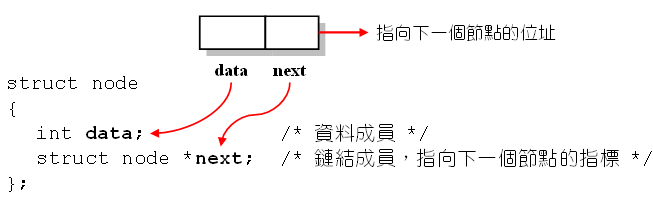 指向下一個節點的位址
data next
struct node
{
int data; /* 資料成員 */
struct node *next; /* 鏈結成員，指向下一個節點的指標 */
};